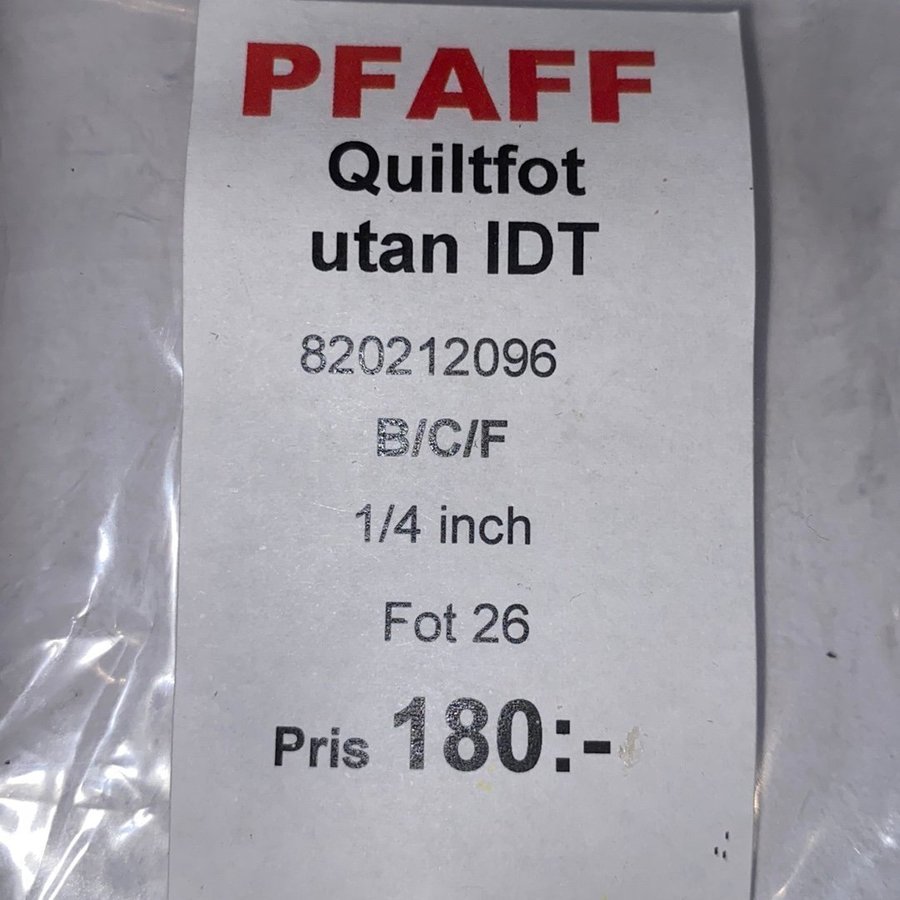 PFAFF
Quiltfot
utan IDT
820212096
B/C/F
1/4 inch
Fot 26
Pris 180:-